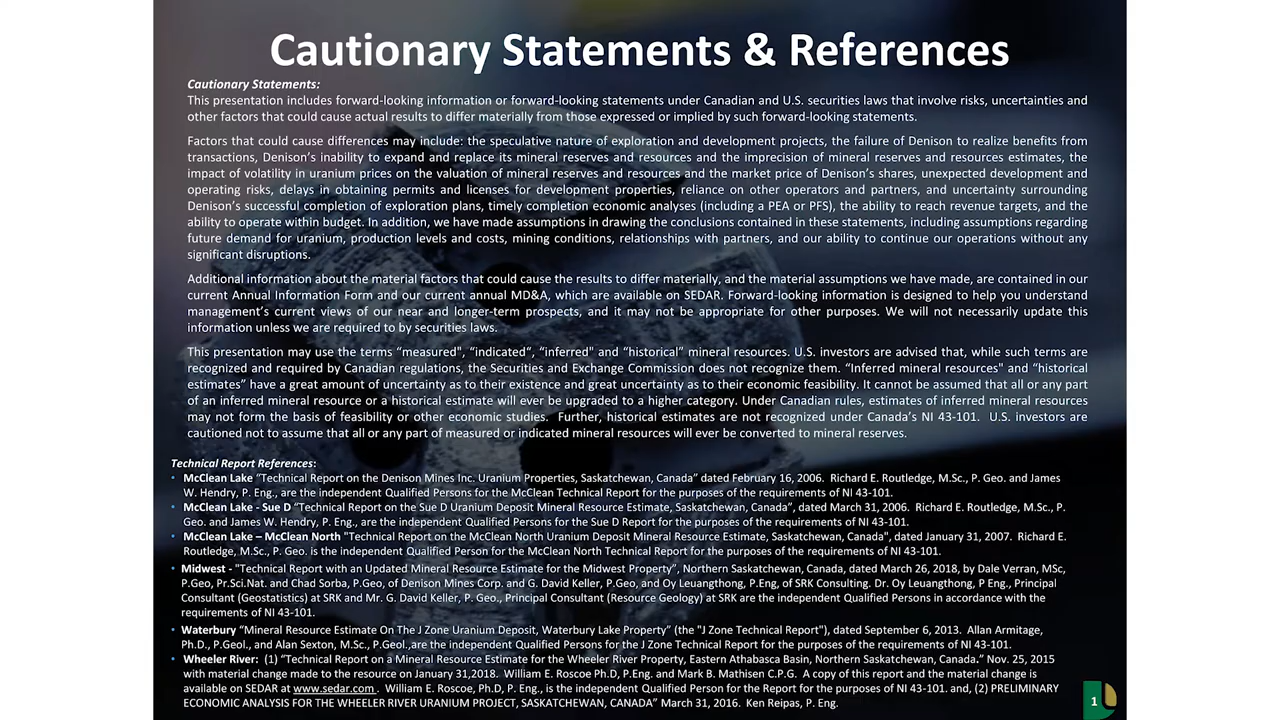 Cautionary Statements & References
Cautionary Statements:
This presentation includes forward-looking information or forward-looking statements under Canadian and U.S. securities laws that involve risks, uncertainties and
other factors that could cause actual results to differ materially from those expressed or implied by such forward-looking statements.
Factors that could cause differences may include: the speculative nature of exploration and development projects, the failure of Denison to realize benefits from
transactions, Denison's inability to expand and replace its mineral reserves and resources and the imprecision of mineral reserves and resources estimates, the
impact of volatility in uranium prices on the valuation of mineral reserves and resources and the market price of Denison's shares, unexpected development and
operating risks, delays in obtaining permits and licenses for development properties, reliance on other operators and partners, and uncertainty surrounding
Denison's successful completion of exploration plans, timely completion economic analyses (including a PEA or PFS), the ability to reach revenue targets, and the
ability to operate within budget. In addition, we have made assumptions in drawing the conclusions contained in these statements, including assumptions regarding
future demand for uranium, production levels and costs, mining conditions, relationships with partners, and our ability to continue our operations without any
significant disruptions.
Additional information about the material factors that could cause the results to differ materially, and the material assumptions we have made, are contained in our
current Annual Information Form and our current annual MD&A, which are available on SEDAR. Forward-looking information is designed to help you understand
management's current views of our near and longer-term prospects, and it may not be appropriate for other purposes. We will not necessarily update this
information unless we are required to by securities laws.
This presentation may use the terms "measured", "indicated", "inferred" and "historical" mineral resources. U.S. investors are advised that, while such terms are
recognized and required by Canadian regulations, the Securities and Exchange Commission does not recognize them. "Inferred mineral resources" and "historical
estimates" have a great amount of uncertainty as to their existence and great uncertainty as to their economic feasibility. It cannot be assumed that all or any part
of an inferred mineral resource or a historical estimate will ever be upgraded to a higher category. Under Canadian rules, estimates of inferred mineral resources
may not form the basis of feasibility or other economic studies. Further, historical estimates are not recognized under Canada's NI 43-101. U.S. investors are
cautioned not to assume that all or any part of measured or indicated mineral resources will ever be converted to mineral reserves.
Technical Report References:
• McClean Lake "Technical Report on the Denison Mines Inc. Uranium Properties, Saskatchewan, Canada" dated February 16, 2006. Richard E. Routledge, M.Sc., P. Geo. and James
W. Hendry, P. Eng., are the independent Qualified Persons for the McClean Technical Report for the purposes of the requirements of NI 43-101.
• McClean Lake - Sue D "Technical Report on the Sue D Uranium Deposit Mineral Resource Estimate, Saskatchewan, Canada", dated March 31, 2006. Richard E. Routledge, M.Sc., P.
Geo. and James W. Hendry, P. Eng., are the independent Qualified Persons for the Sue D Report for the purposes of the requirements of NI 43-101.
• McClean Lake – McClean North "Technical Report on the McClean North Uranium Deposit Mineral Resource Estimate, Saskatchewan, Canada", dated January 31, 2007. Richard E.
Routledge, M.Sc., P. Geo. is the independent Qualified Person for the McClean North Technical Report for the purposes of the requirements of NI 43-101.
• Midwest - "Technical Report with an Updated Mineral Resource Estimate for the Midwest Property", Northern Saskatchewan, Canada, dated March 26, 2018, by Dale Verran, MSc,
P.Geo, Pr.Sci.Nat. and Chad Sorba, P.Geo, of Denison Mines Corp. and G. David Keller, P.Geo, and Oy Leuangthong, P.Eng, of SRK Consulting. Dr. Oy Leuangthong, P Eng., Principal
Consultant (Geostatistics) at SRK and Mr. G. David Keller, P. Geo., Principal Consultant (Resource Geology) at SRK are the independent Qualified Persons in accordance with the
requirements of NI 43-101.
• Waterbury "Mineral Resource Estimate On The J Zone Uranium Deposit, Waterbury Lake Property" (the "J Zone Technical Report"), dated September 6, 2013. Allan Armitage,
Ph.D., P.Geol., and Alan Sexton, M.Sc., P.Geol.,are the independent Qualified Persons for the J Zone Technical Report for the purposes of the requirements of NI 43-101.
• Wheeler River: (1) "Technical Report on a Mineral Resource Estimate for the Wheeler River Property, Eastern Athabasca Basin, Northern Saskatchewan, Canada." Nov. 25, 2015
with material change made to the resource on January 31,2018. William E. Roscoe Ph.D, P.Eng. and Mark B. Mathisen C.P.G. A copy of this report and the material change is
available on SEDAR at www.sedar.com . William E. Roscoe, Ph.D, P. Eng., is the independent Qualified Person for the Report for the purposes of NI 43-101. and, (2) PRELIMINARY
ECONOMIC ANALYSIS FOR THE WHEELER RIVER URANIUM PROJECT, SASKATCHEWAN, CANADA" March 31, 2016. Ken Reipas, P. Eng.
1